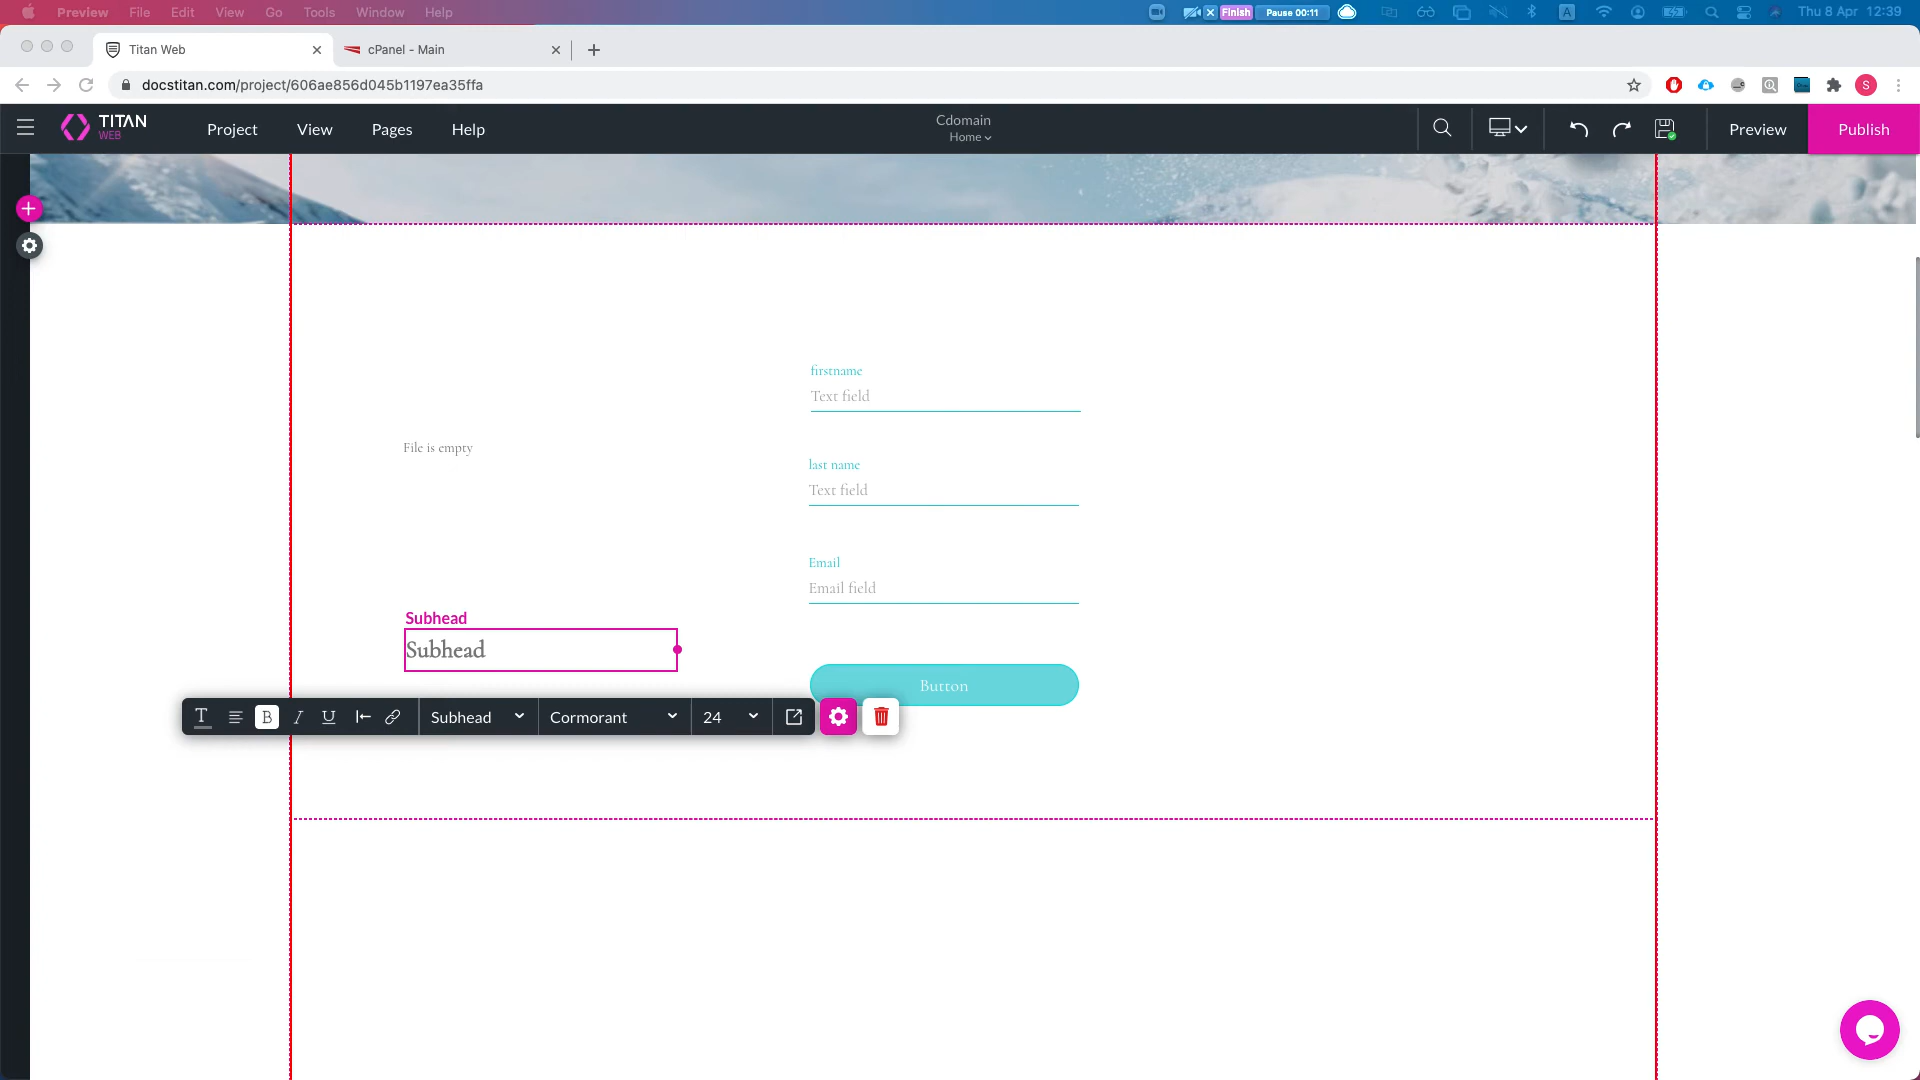 Preview File Edit View Go Tools Window Help
Finish Pause 00:11 A Thu 8 Apr 12:39
Titan Web
cPanel - Main
docstitan.com/project/606ae856d045b1197ea35ffa
S
TITAN
WEB
Project View Pages Help
Cdomain
Home
Preview
Publish
firstname
Text field
File is empty
last name
Text field
Email
Email field
Subhead
Subhead
Button
T B I U Subhead Cormorant 24